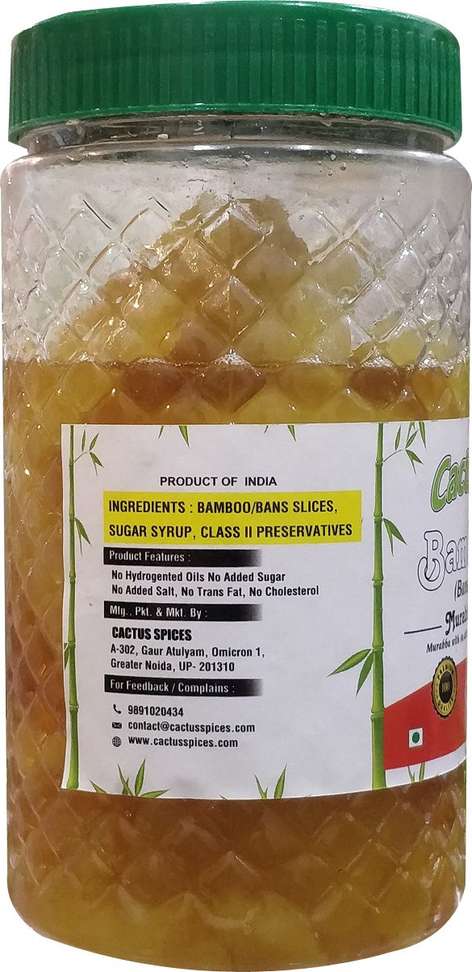 PRODUCT OF INDIA
INGREDIENTS : BAMBOO/BANS SLICES,
SUGAR SYRUP, CLASS II PRESERVATIVES
Product Features :
No Hydrogented Oils No Added Sugar
No Added Salt, No Trans Fat, No Cholesterol
Mfg., Pkt. & Mkt. By :
CACTUS SPICES
A-302, Gaur Atulyam, Omicron 1,
Greater Noida, UP- 201310
For Feedback / Complains :
9891020434
contact@cactusspices.com
www.cactusspices.com